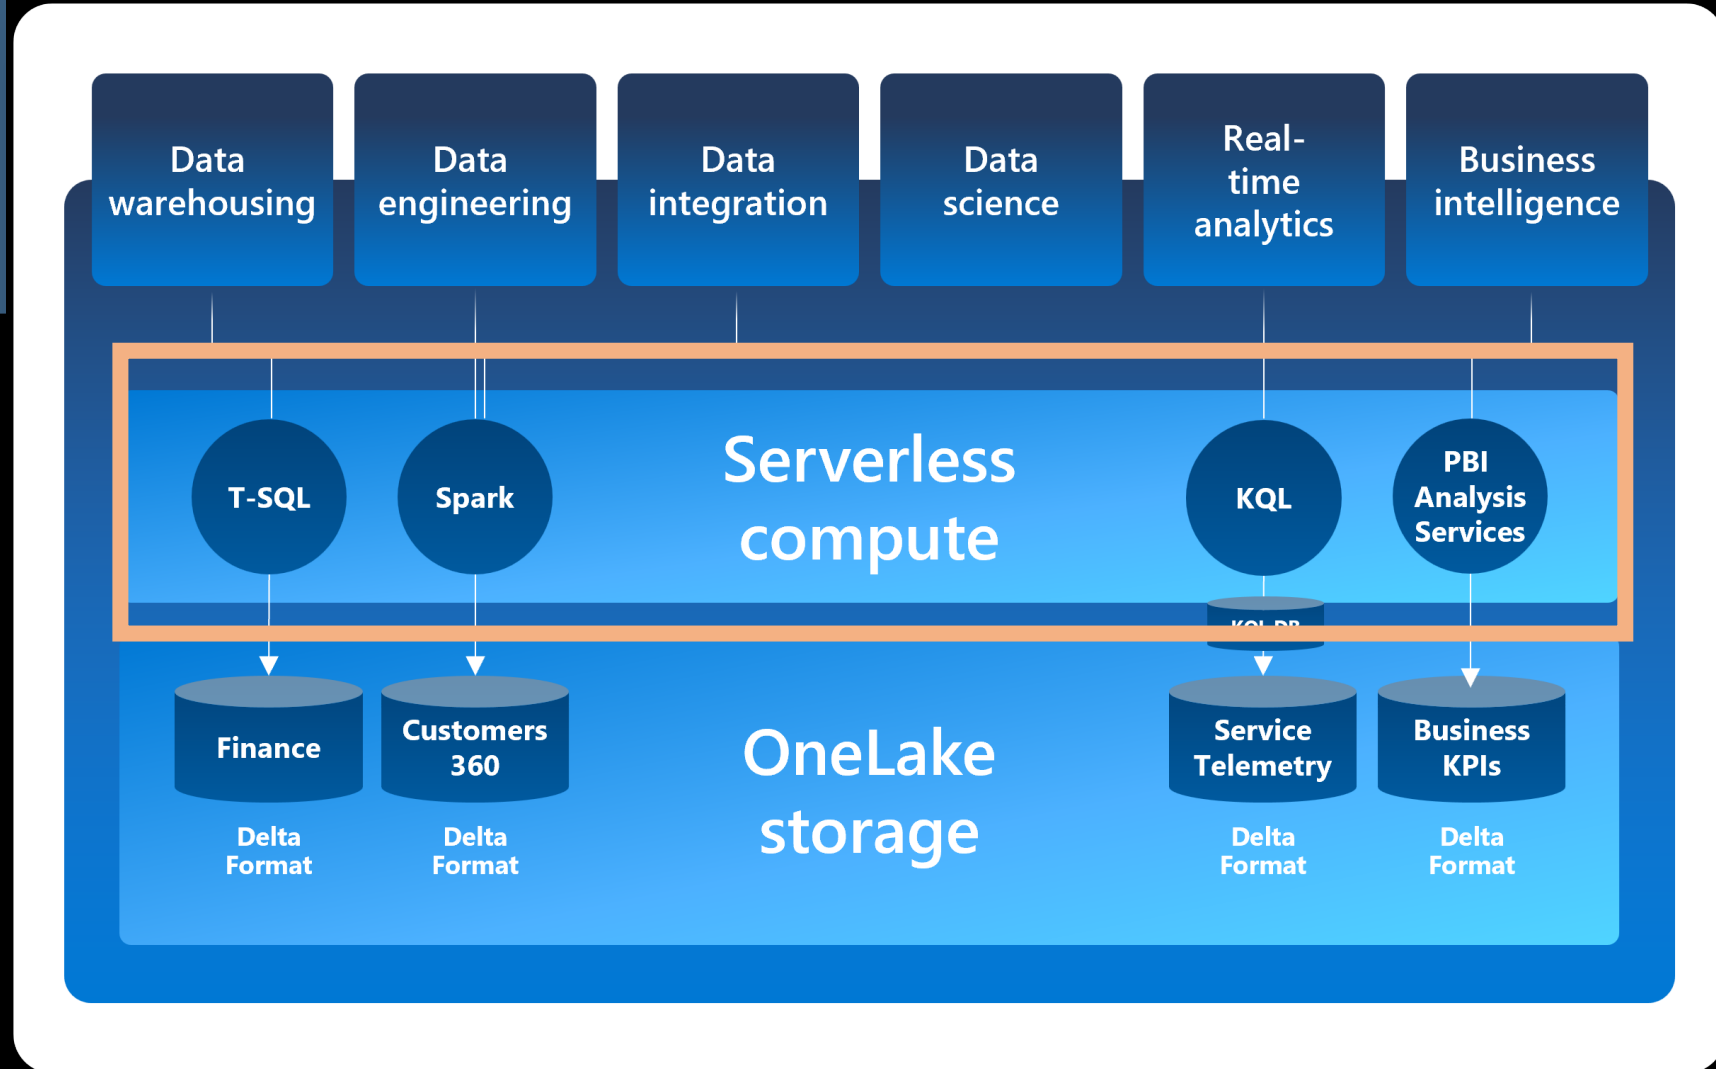 Data
warehousing
Data
engineering
Data
integration
Data
science
Real-
time
analytics
Business
intelligence
T-SQL
Spark
Serverless
compute
KQL
PBI
Analysis
Services
KQL DB
Finance
Customers
360
OneLake
storage
Service
Telemetry
Business
KPIs
Delta
Format
Delta
Format
Delta
Format
Delta
Format